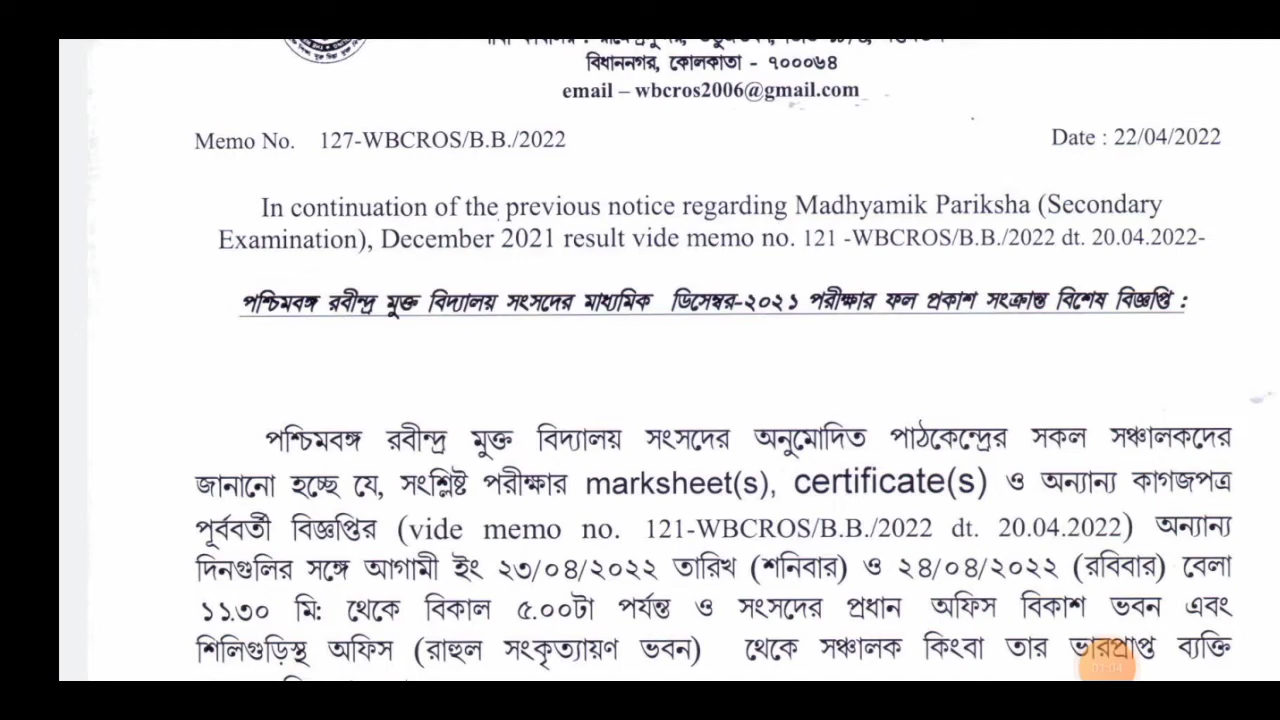 বিধাননগর, কোলকাতা - ৭০০০৬৪
email – wbcros2006@gmail.com
Memo No. 127-WBCROS/B.B./2022
Date : 22/04/2022
In continuation of the previous notice regarding Madhyamik Pariksha (Secondary
Examination), December 2021 result vide memo no. 121 -WBCROS/B.B./2022 dt. 20.04.2022-
পশ্চিমবঙ্গ রবীন্দ্র মুক্ত বিদ্যালয় সংসদের মাধ্যমিক ডিসেম্বর-২০২১ পরীক্ষার ফল প্রকাশ সংক্রান্ত বিশেষ বিজ্ঞপ্তি :
পশ্চিমবঙ্গ রবীন্দ্র মুক্ত বিদ্যালয় সংসদের অনুমোদিত পাঠকেন্দ্রের সকল সঞ্চালকদের
জানানো হচ্ছে যে, সংশ্লিষ্ট পরীক্ষার marksheet(s), certificate(s) ও অন্যান্য কাগজপত্র
পূর্ববর্তী বিজ্ঞপ্তির (vide memo no. 121-WBCROS/B.B./2022 dt. 20.04.2022) অন্যান্য
দিনগুলির সঙ্গে আগামী ইং ২৩/০৪/২০২২ তারিখ (শনিবার) ও ২৪/০৪/২০২২ (রবিবার) বেলা
১১.৩০ মি: থেকে বিকাল ৫.০০টা পর্যন্ত ও সংসদের প্রধান অফিস বিকাশ ভবন এবং
শিলিগুড়িস্থ অফিস (রাহুল সংকৃত্যায়ণ ভবন) থেকে সঞ্চালক কিংবা তার ভারপ্রাপ্ত ব্যক্তি
01:04